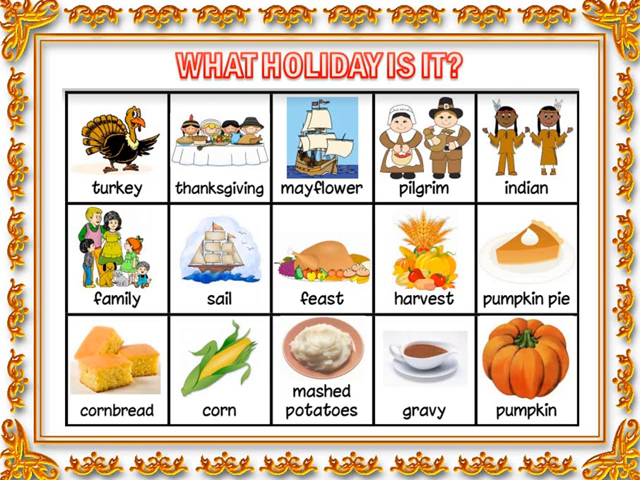 WHAT HOLIDAY IS IT?
turkey
thanksgiving
mayflower
pilgrim
indian
family
sail
feast
harvest
pumpkin pie
cornbread
corn
mashed
potatoes
gravy
pumpkin